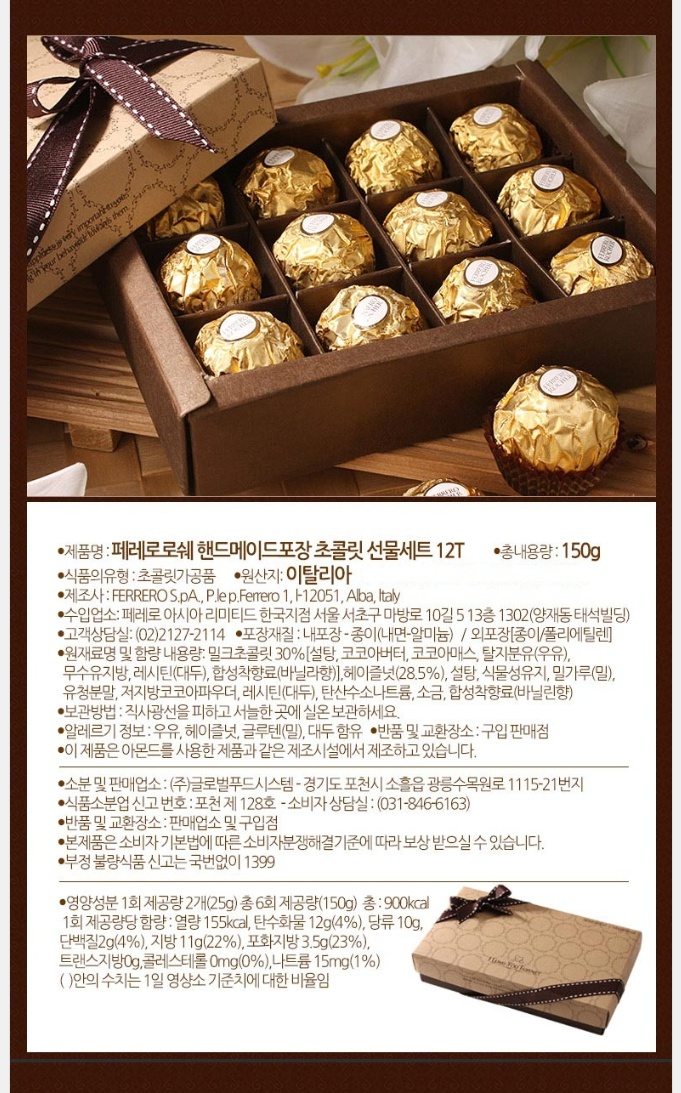 FERRERO ROCHER
FERRERO ROCHER
FERRERO ROCHER
FERRERO
•제품명 : 페레로로쉐 핸드메이드포장 초콜릿 선물세트 12T •총내용량 : 150g
•식품의유형 : 초콜릿가공품 •원산지: 이탈리아
•제조사 : FERRERO S.pA., P.le p.Ferrero 1, I-12051, Alba, Italy
•수입업소: 페레로 아시아 리미티드 한국지점 서울 서초구 마방로 10길 5 13층 1302(양재동 태석빌딩)
•고객상담실: (02)2127-2114 •포장재질 : 내포장 - 종이(내면-알미늄) / 외포장[종이/폴리에틸렌]
•원재료명 및 함량 내용량: 밀크초콜릿 30%[설탕, 코코아버터, 코코아매스, 탈지분유(우유),
무수유지방, 레시틴(대두), 합성착향료(바닐라향)],헤이즐넛(28.5%), 설탕, 식물성유지, 밀가루(밀),
유청분말, 저지방코코아파우더, 레시틴(대두), 탄산수소나트륨, 소금, 합성착향료(바닐린향)
•보관방법 : 직사광선을 피하고 서늘한 곳에 실온 보관하세요.
•알레르기 정보 : 우유, 헤이즐넛, 글루텐(밀), 대두 함유 •반품 및 교환장소 : 구입 판매점
•이 제품은 아몬드를 사용한 제품과 같은 제조시설에서 제조하고 있습니다.
•소분 및 판매업소 : (주)글로벌푸드시스템 - 경기도 포천시 소흘읍 광릉수목원로 1115-21번지
•식품소분업 신고 번호 : 포천 제 128호 - 소비자 상담실 : (031-846-6163)
•반품 및 교환장소 : 판매업소 및 구입점
•본제품은 소비자 기본법에 따른 소비자분쟁해결기준에 따라 보상 받으실 수 있습니다.
•부정 불량식품 신고는 국번없이 1399
•영양성분 1회 제공량 2개(25g) 총 6회 제공량(150g) 총 : 900kcal
1회 제공량당 함량 : 열량 155kcal, 탄수화물 12g(4%), 당류 10g,
단백질2g(4%), 지방 11g(22%), 포화지방 3.5g(23%),
트랜스지방0g,콜레스테롤 0mg(0%),나트륨 15mg(1%)
( )안의 수치는 1일 영샹소 기준치에 대한 비율임
I Love You Forever